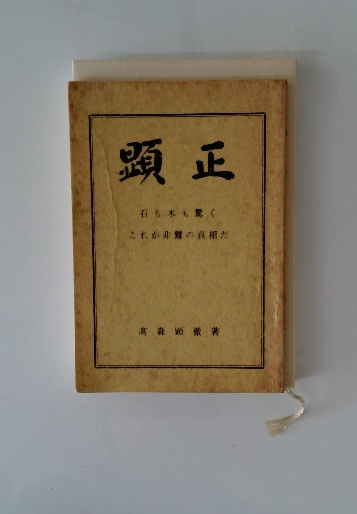 顕正
石も木も驚く
これが非難の真相だ
高森顕徹著